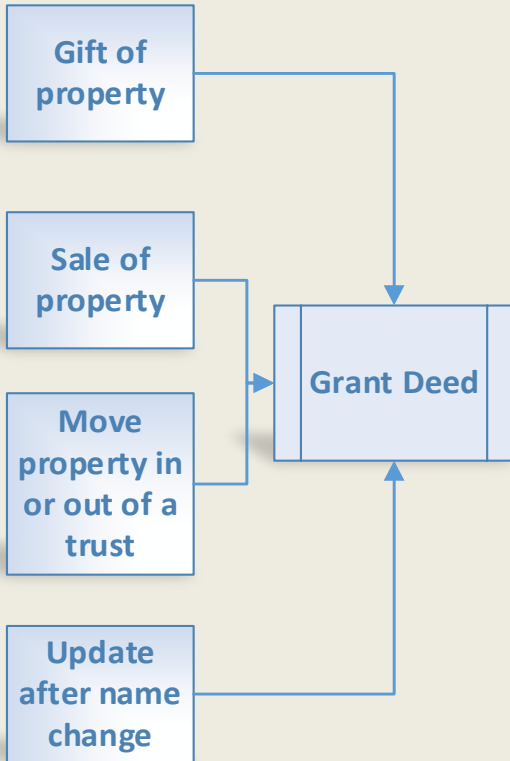 Gift of
property
Sale of
property
Grant Deed
Move
property in
or out of a
trust
Update
after name
change